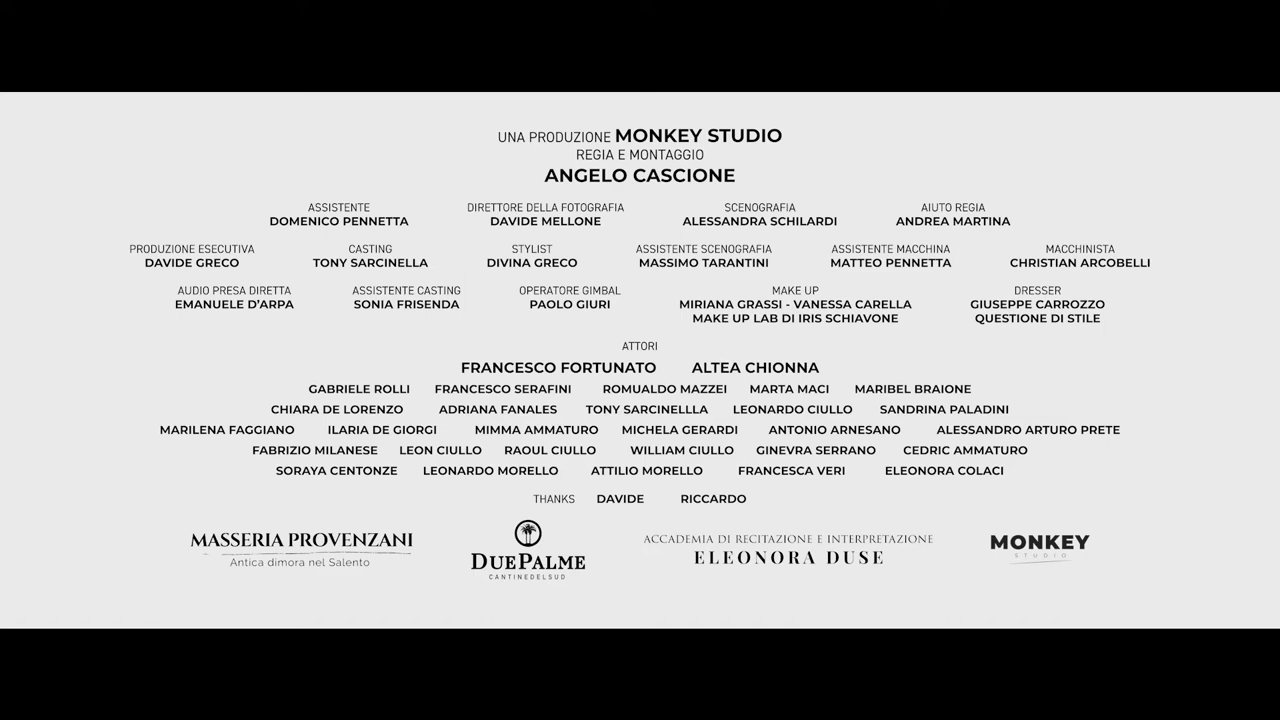 UNA PRODUZIONE MONKEY STUDIO
REGIA E MONTAGGIO
ANGELO CASCIONE
ASSISTENTE DIRETTORE DELLA FOTOGRAFIA SCENOGRAFIA AIUTO REGIA
DOMENICO PENNETTA DAVIDE MELLONE ALESSANDRA SCHILARDI ANDREA MARTINA
PRODUZIONE ESECUTIVA CASTING STYLIST ASSISTENTE SCENOGRAFIA ASSISTENTE MACCHINA MACCHINISTA
DAVIDE GRECO TONY SARCINELLA DIVINA GRECO MASSIMO TARANTINI MATTEO PENNETTA CHRISTIAN ARCOBELLI
AUDIO PRESA DIRETTA ASSISTENTE CASTING OPERATORE GIMBAL MAKE UP DRESSER
EMANUELE D'ARPA SONIA FRISENDA PAOLO GIURI MIRIANA GRASSI - VANESSA CARELLA GIUSEPPE CARROZZO
MAKE UP LAB DI IRIS SCHIAVONE QUESTIONE DI STILE
ATTORI
FRANCESCO FORTUNATO ALTEA CHIONNA
GABRIELE ROLLI FRANCESCO SERAFINI ROMUALDO MAZZEI MARTA MACI MARIBEL BRAIONE
CHIARA DE LORENZO ADRIANA FANALES TONY SARCINELLLA LEONARDO CIULLO SANDRINA PALADINI
MARILENA FAGGIANO ILARIA DE GIORGI MIMMA AMMATURO MICHELA GERARDI ANTONIO ARNESANO ALESSANDRO ARTURO PRETE
FABRIZIO MILANESE LEON CIULLO RAOUL CIULLO WILLIAM CIULLO GINEVRA SERRANO CEDRIC AMMATURO
SORAYA CENTONZE LEONARDO MORELLO ATTILIO MORELLO FRANCESCA VERI ELEONORA COLACI
THANKS DAVIDE RICCARDO
MASSERIA PROVENZANI
Antica dimora nel Salento
DUEPALME
CANTINEDELSUD
ACCADEMIA DI RECITAZIONE E INTERPRETAZIONE
ELEONORA DUSE
MONKEY
STUDIO